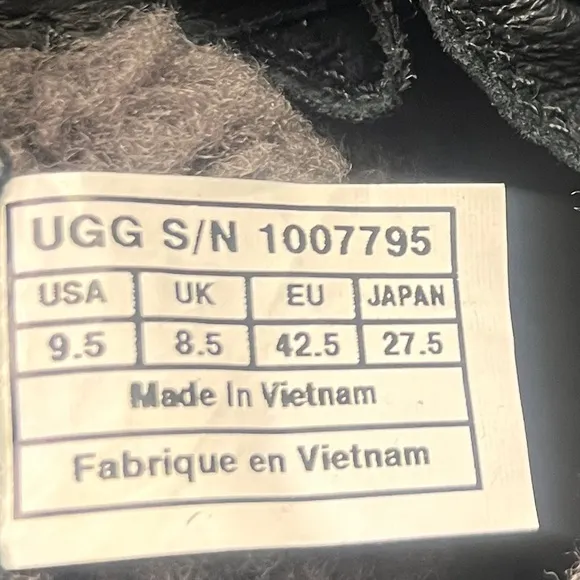 UGG S/N 1007795
USA UK EU JAPAN
9.5 8.5 42.5 27.5
Made In Vietnam
Fabrique en Vietnam